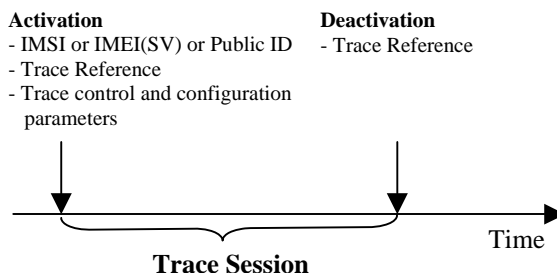 Activation
- IMSI or IMEI(SV) or Public ID
- Trace Reference
- Trace control and configuration
parameters
Deactivation
- Trace Reference
Time
Trace Session